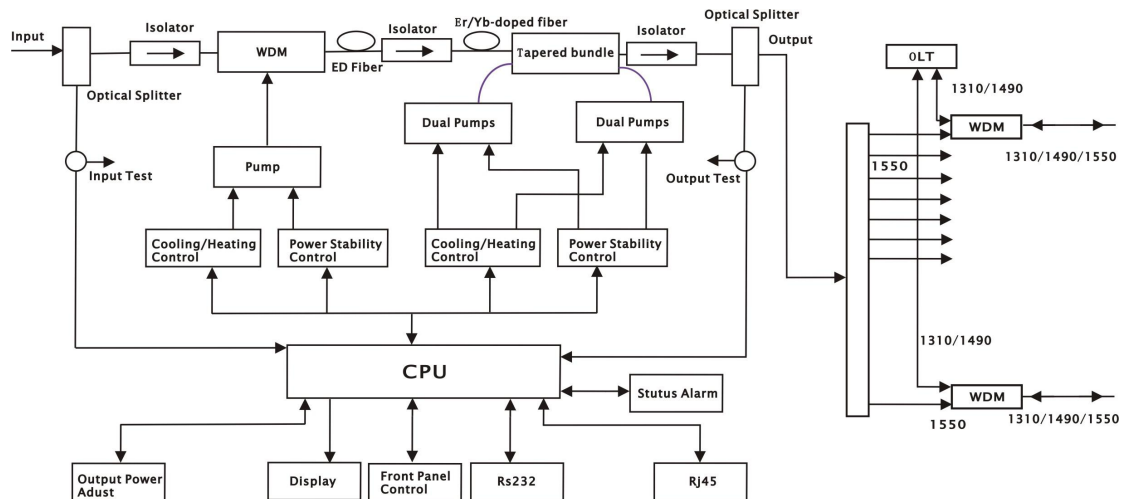 Input
Isolator
WDM
ED Fiber
Isolator
Er/Yb-doped fiber
Tapered bundle
Isolator
Optical Splitter
Output
Optical Splitter
Input Test
Pump
Dual Pumps
Dual Pumps
Output Test
Cooling/Heating
Control
Power Stability
Control
Cooling/Heating
Control
Power Stability
Control
CPU
Stutus Alarm
Output Power
Adust
Display
Front Panel
Control
Rs232
Rj45
OLT
1310/1490
WDM
1310/1490/1550
1550
1310/1490
WDM
1310/1490/1550
1550